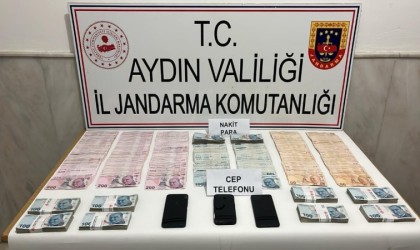 T.C.
AYDIN VALİLİĞİ
İL JANDARMA KOMUTANLIĞI
NAKİT
PARA
CEP
TELEFONU